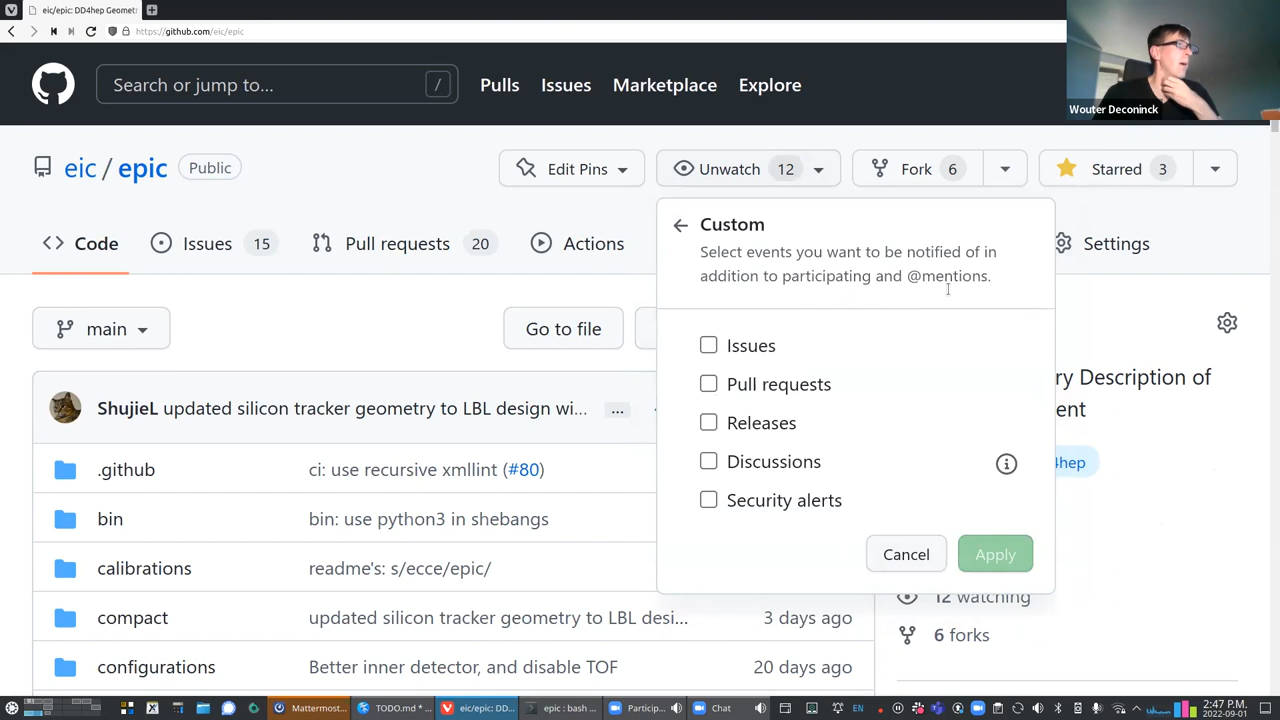 eic/epic: DD4hep Geomet
https://github.com/eic/epic
Search or jump to...
/
Pulls
Issues
Marketplace
Explore
Wouter Deconinck
eic / epic
Public
Edit Pins
Unwatch 12
Fork 6
Starred 3
Code
Issues 15
Pull requests 20
Actions
Settings
Custom
Select events you want to be notified of in
addition to participating and @mentions.
Issues
Pull requests
Releases
Discussions
Security alerts
Cancel
Apply
main
Go to file
ry Description of
ent
4hep
ShujieL updated silicon tracker geometry to LBL design wi... ...
.github ci: use recursive xmllint (#80)
bin bin: use python3 in shebangs
calibrations readme's: s/ecce/epic/
compact updated silicon tracker geometry to LBL desi... 3 days ago
configurations Better inner detector, and disable TOF 20 days ago
12 watching
6 forks
Mattermost...
TODO.md * ...
eic/epic: DD...
epic : bash ...
Particip...
Chat
EN
2:47 P.M.
2022-09-01